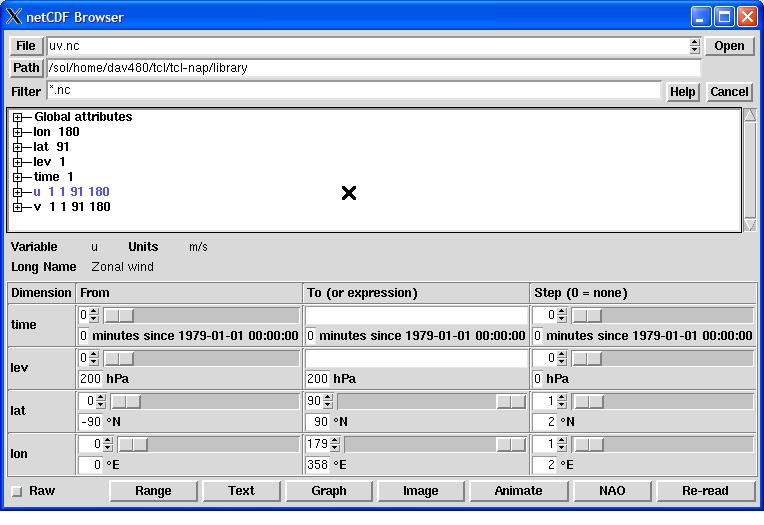 netCDF Browser
File uv.nc Open
Path /sol/home/dav480/tcl/tcl-nap/library
Filter *.nc Help Cancel
Global attributes
lon 180
lat 91
lev 1
time 1
u 1 1 91 180
v 1 1 91 180
Variable u Units m/s
Long Name Zonal wind
Dimension From To (or expression) Step (0 = none)
time 0 0
0 minutes since 1979-01-01 00:00:00 0 minutes since 1979-01-01 00:00:00 0 minutes since 1979-01-01 00:00:00
lev 0 0
200 hPa 200 hPa 0 hPa
lat 0 90 1
-90 °N 90 °N 2 °N
lon 0 179 1
0 °E 358 °E 2 °E
Raw Range Text Graph Image Animate NAO Re-read